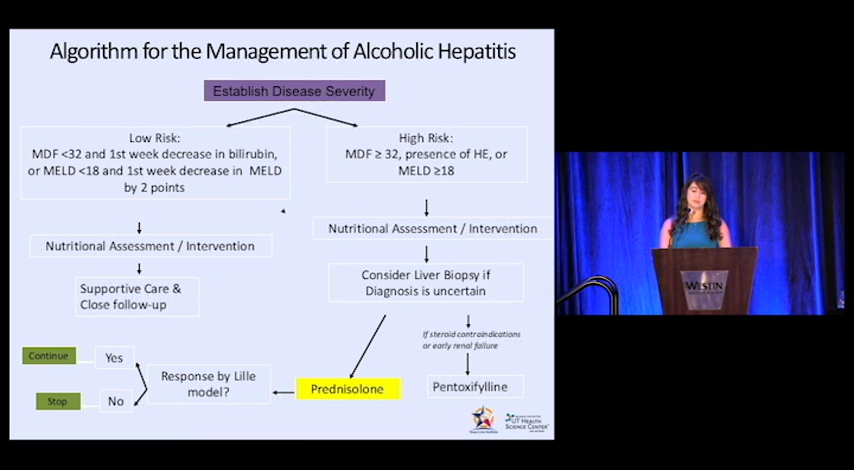 Algorithm for the Management of Alcoholic Hepatitis
Establish Disease Severity
Low Risk:
MDF <32 and 1st week decrease in bilirubin,
or MELD <18 and 1st week decrease in MELD
by 2 points
High Risk:
MDF ≥ 32, presence of HE, or
MELD ≥18
Nutritional Assessment / Intervention
Nutritional Assessment / Intervention
Supportive Care &
Close follow-up
Consider Liver Biopsy if
Diagnosis is uncertain
If steroid contraindications
or early renal failure
Continue
Yes
Response by Lille
model?
Prednisolone
Pentoxifylline
Stop
No
UT Health
Science Center
Westin